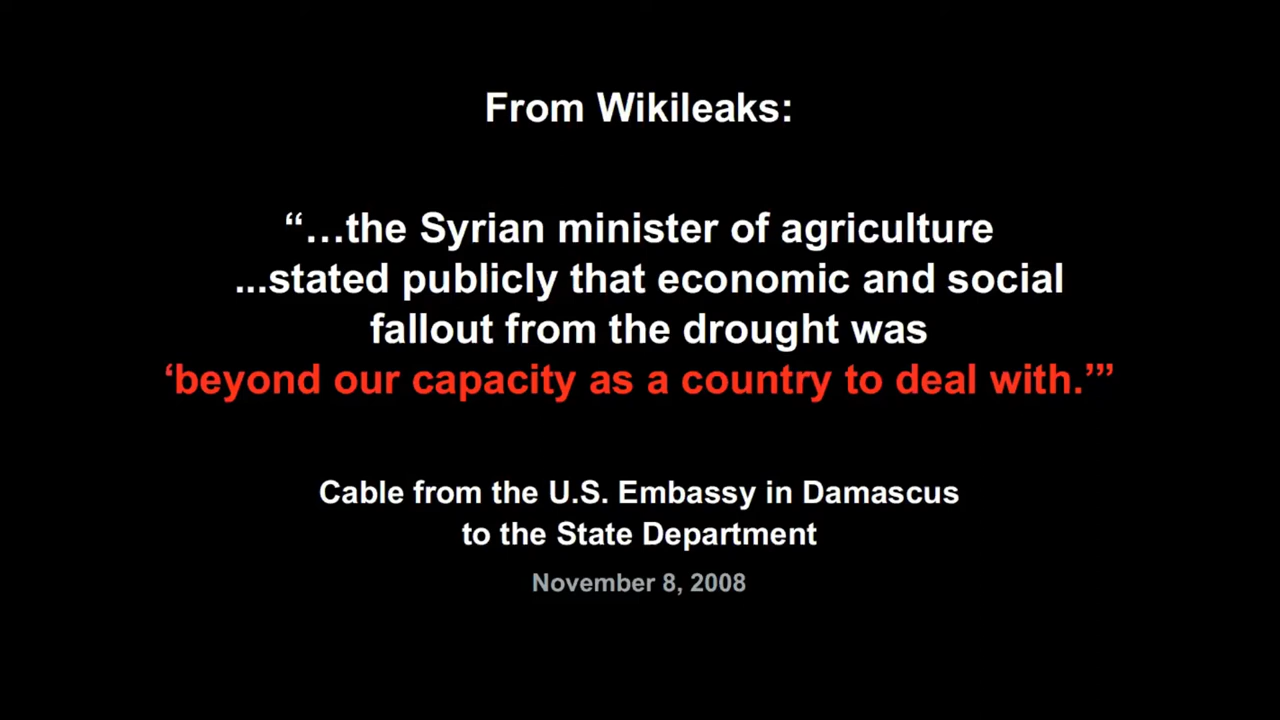 From Wikileaks:
“…the Syrian minister of agriculture
...stated publicly that economic and social
fallout from the drought was
‘beyond our capacity as a country to deal with.’”
Cable from the U.S. Embassy in Damascus
to the State Department
November 8, 2008